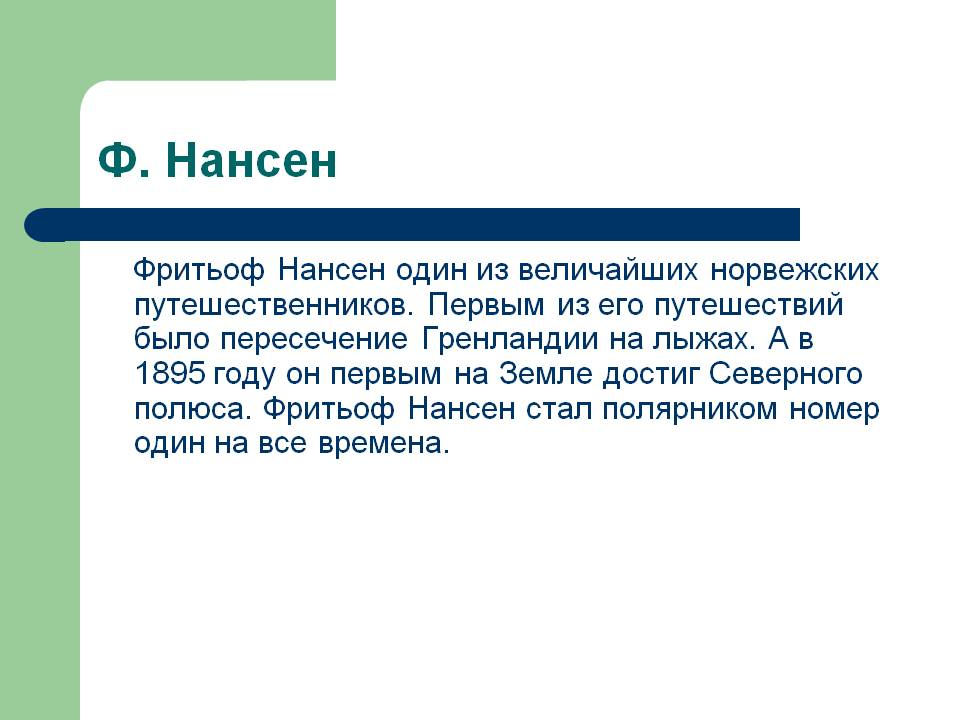 Ф. Нансен
Фритьоф Нансен один из величайших норвежских
путешественников. Первым из его путешествий
было пересечение Гренландии на лыжах. А в
1895 году он первым на Земле достиг Северного
полюса. Фритьоф Нансен стал полярником номер
один на все времена.